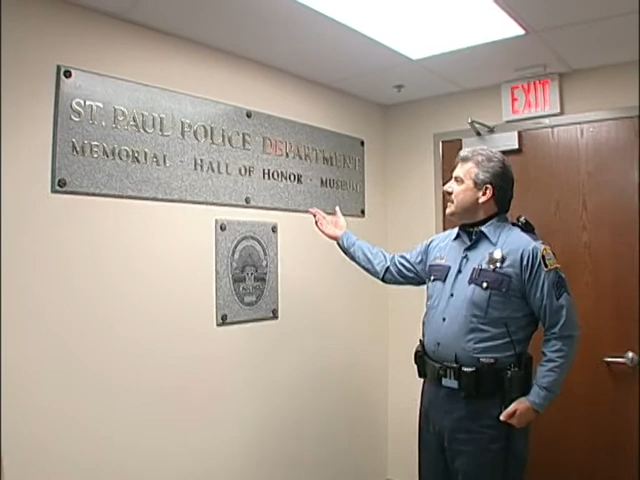 ST. PAUL POLICE DEPARTMENT
MEMORIAL · HALL OF HONOR · MUSEUM
EXIT